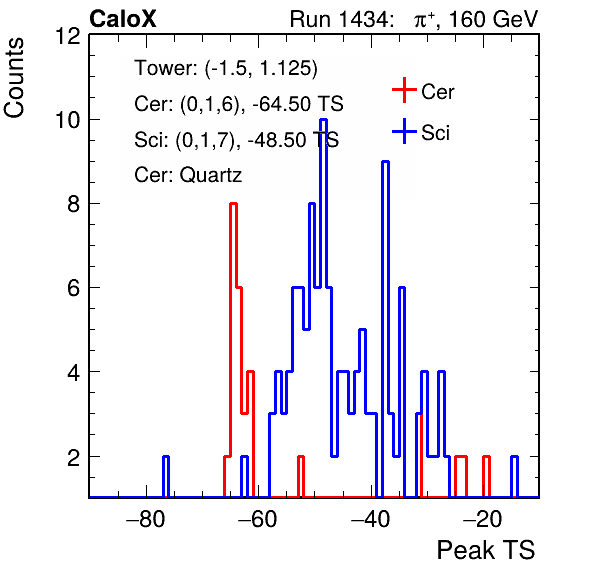 CaloX Run 1434: π+, 160 GeV
Counts
12
10
8
6
4
2
Tower: (-1.5, 1.125)
Cer: (0,1,6), -64.50 TS
Sci: (0,1,7), -48.50 TS
Cer: Quartz
Cer
Sci
−80 −60 −40 −20
Peak TS